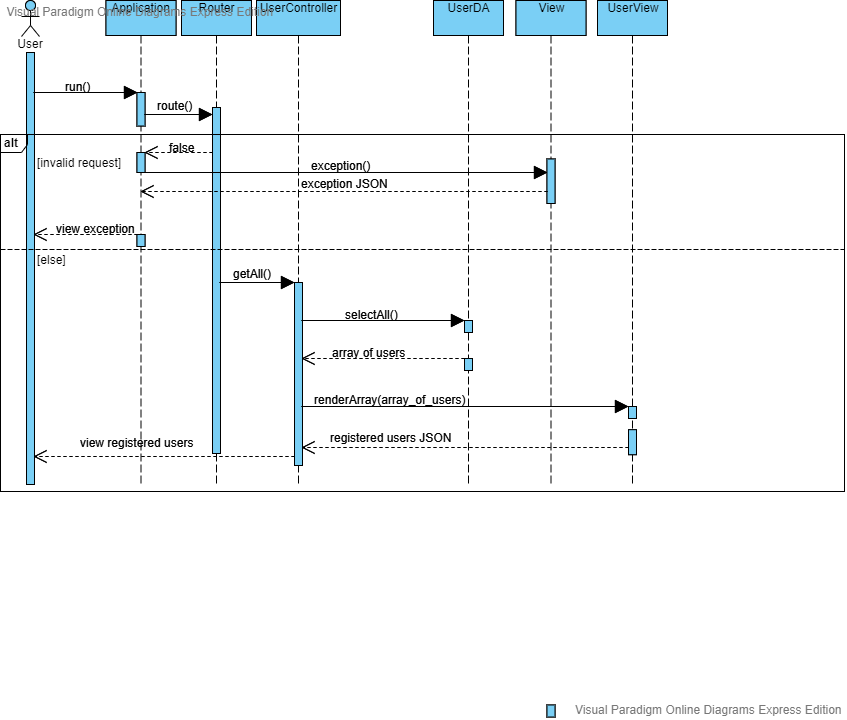 Visual Paradigm Online Diagrams Express Edition
Application
Router
UserController
UserDA
View
UserView
User
run()
route()
alt
false
[invalid request]
exception()
exception JSON
view exception
[else]
getAll()
selectAll()
array of users
renderArray(array_of_users)
registered users JSON
view registered users
Visual Paradigm Online Diagrams Express Edition